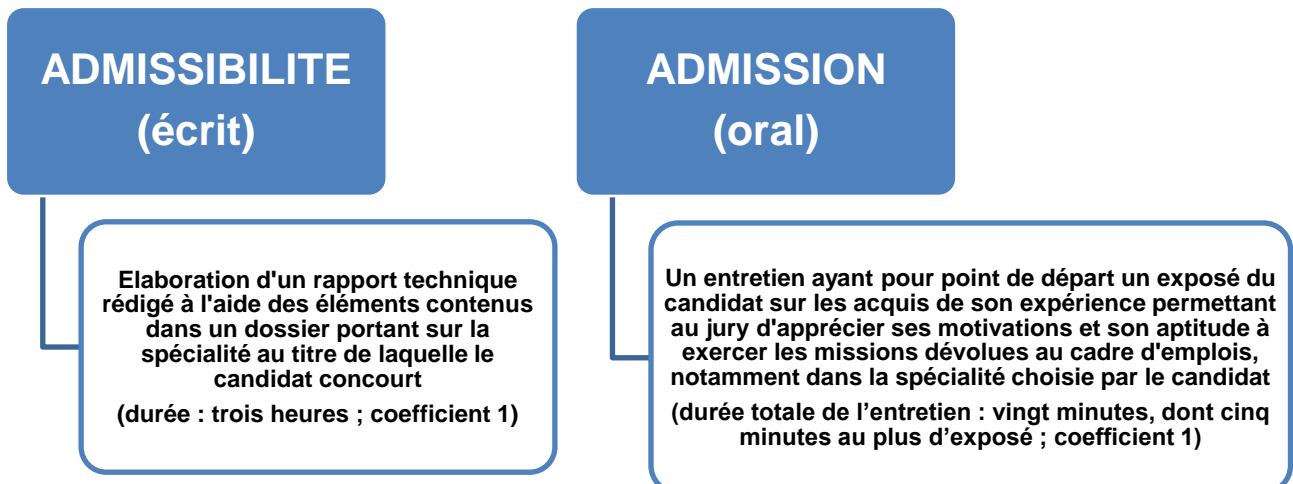 ADMISSIBILITE
(écrit)
Elaboration d'un rapport technique
rédigé à l'aide des éléments contenus
dans un dossier portant sur la
spécialité au titre de laquelle le
candidat concourt
(durée : trois heures ; coefficient 1)
ADMISSION
(oral)
Un entretien ayant pour point de départ un exposé du
candidat sur les acquis de son expérience permettant
au jury d'apprécier ses motivations et son aptitude à
exercer les missions dévolues au cadre d'emplois,
notamment dans la spécialité choisie par le candidat
(durée totale de l’entretien : vingt minutes, dont cinq
minutes au plus d’exposé ; coefficient 1)